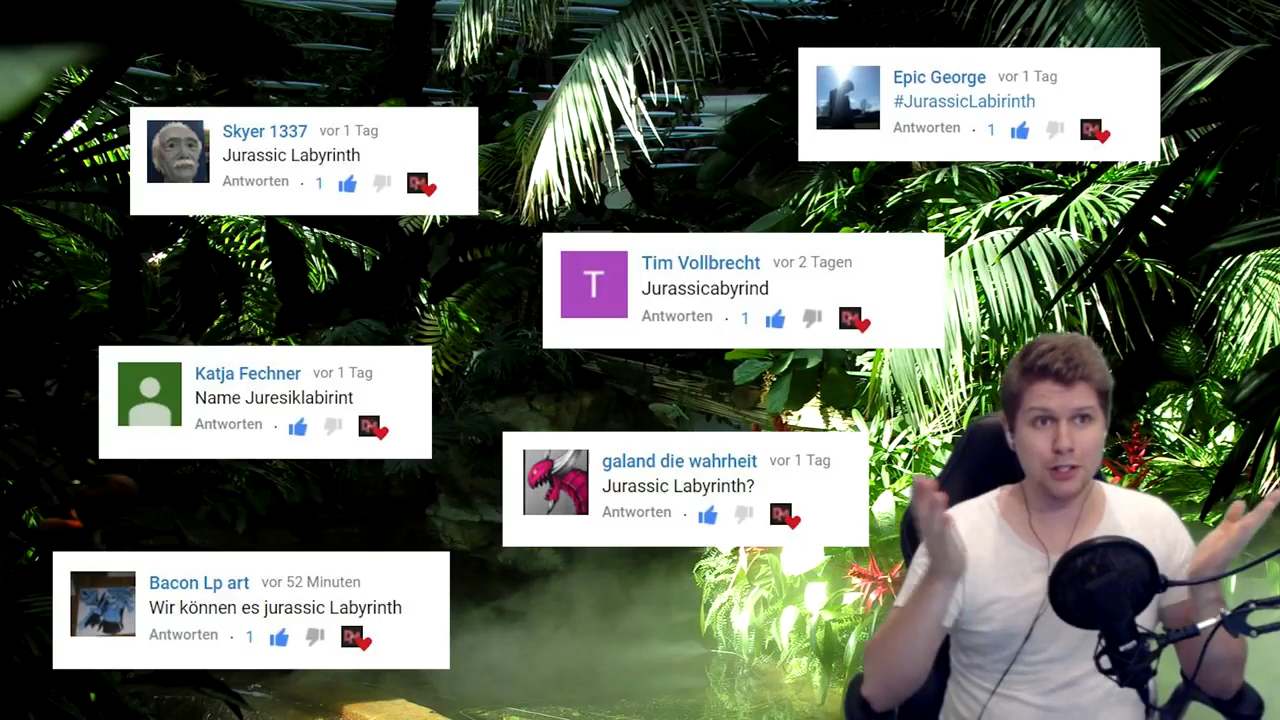 Epic George vor 1 Tag
#JurassicLabirinth
Antworten · 1
Skyer 1337 vor 1 Tag
Jurassic Labyrinth
Antworten · 1
T
Tim Vollbrecht vor 2 Tagen
Jurassicabyrind
Antworten · 1
Katja Fechner vor 1 Tag
Name Juresiklabirint
Antworten ·
galand die wahrheit vor 1 Tag
Jurassic Labyrinth?
Antworten ·
Bacon Lp art vor 52 Minuten
Wir können es jurassic Labyrinth
Antworten · 1